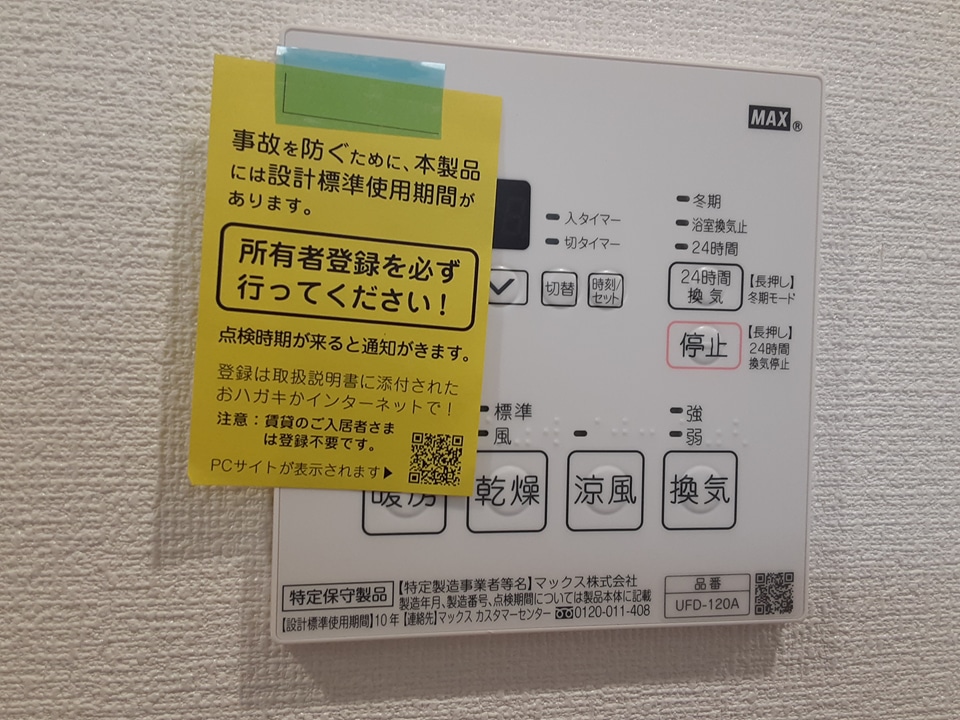 事故を防ぐために、本製品
には設計標準使用期間が
あります。
所有者登録を必ず
行ってください!
点検時期が来ると通知がきます。
登録は取扱説明書に添付された
おハガキかインターネットで!
注意:賃貸のご入居者さま
は登録不要です。
PCサイトが表示されます▶
MAX®
入タイマー
切タイマー
冬期
浴室換気止
24時間
切替
時刻/
セット
24時間
換気
【長押し】
冬期モード
停止
【長押し】
24時間
換気停止
標準
風
強
弱
暖房
乾燥
涼風
換気
特定保守製品
【特定製造事業者等名】マックス株式会社
製造年月、製造番号、点検期間については製品本体に記載
【設計標準使用期間】10年【連絡先】マックス カスタマーセンター 0120-011-408
品番
UFD-120A